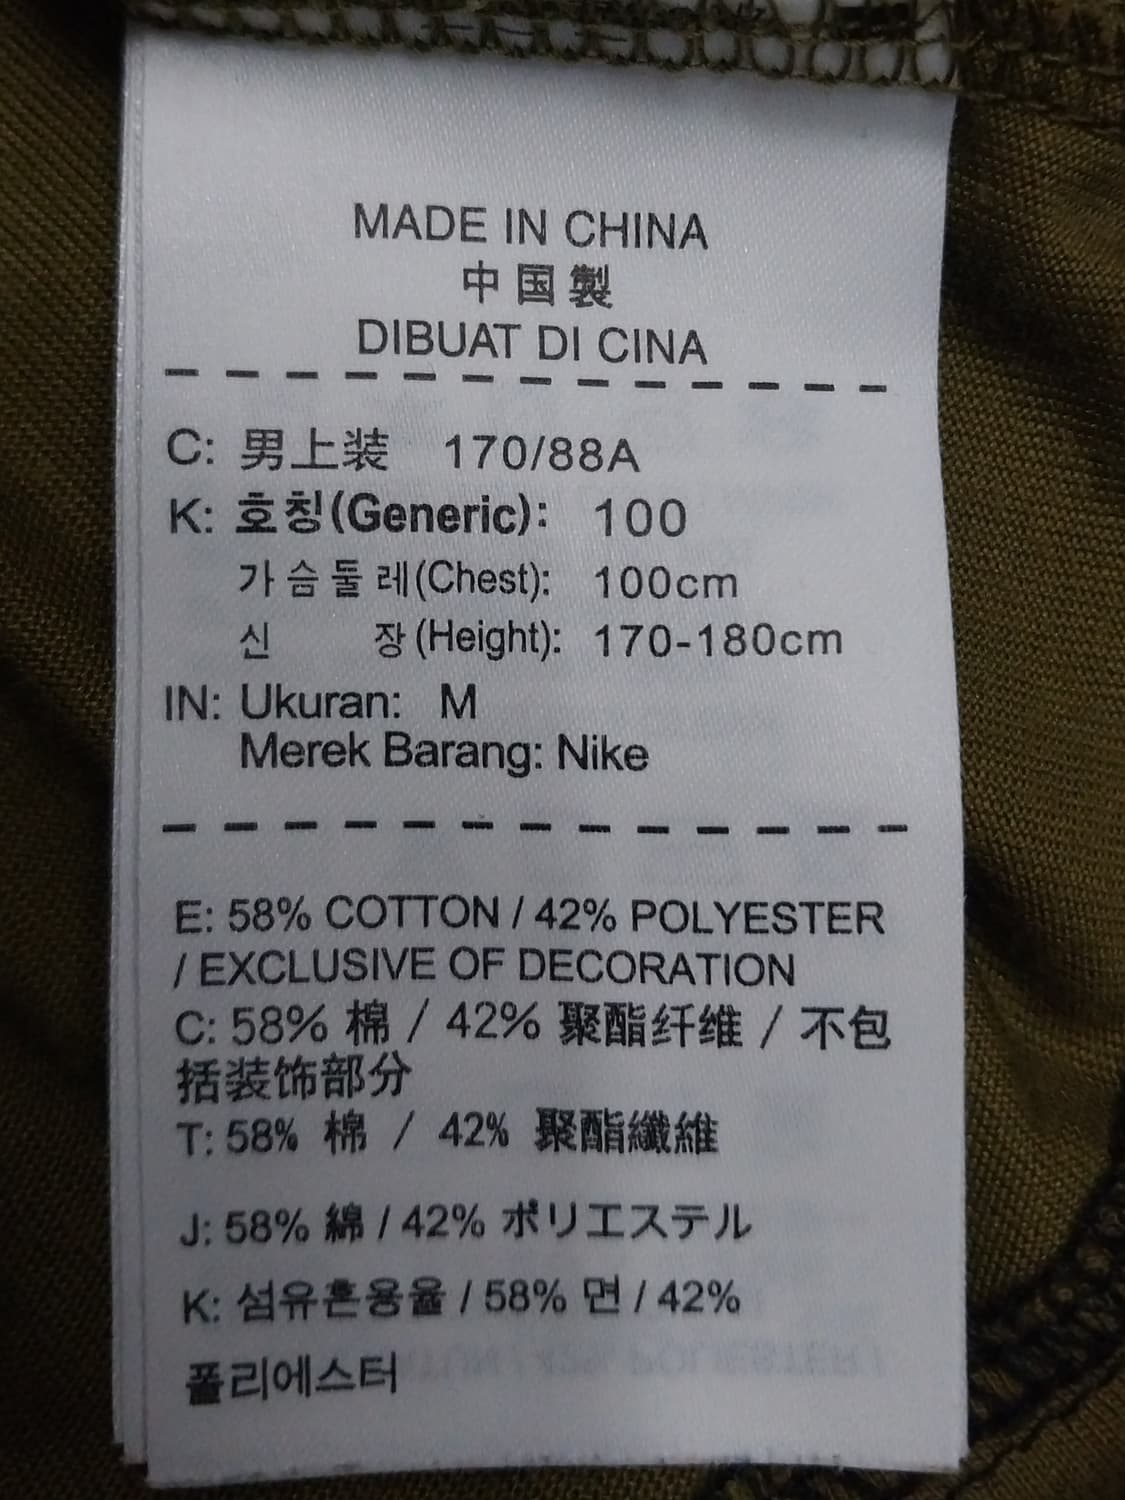 MADE IN CHINA
中国製
DIBUAT DI CINA
C: 男上装 170/88A
K: 호칭(Generic): 100
가슴둘레(Chest): 100cm
신 장(Height): 170-180cm
IN: Ukuran: M
Merek Barang: Nike
E: 58% COTTON / 42% POLYESTER
/ EXCLUSIVE OF DECORATION
C: 58% 棉 / 42% 聚酯纤维 / 不包
括装饰部分
T: 58% 棉 / 42% 聚酯纖維
J: 58% 綿 / 42% ポリエステル
K: 섬유혼용율 / 58% 면 / 42%
폴리에스터